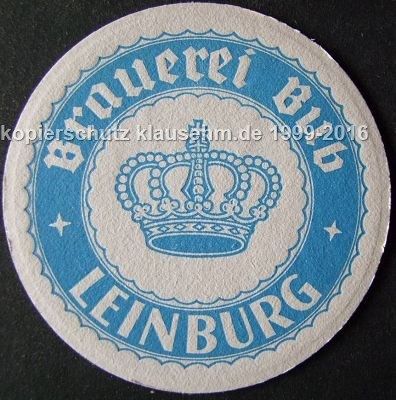 Brauerei Bub
kopierschutz klausehm.de 1999-2016
LEINBURG